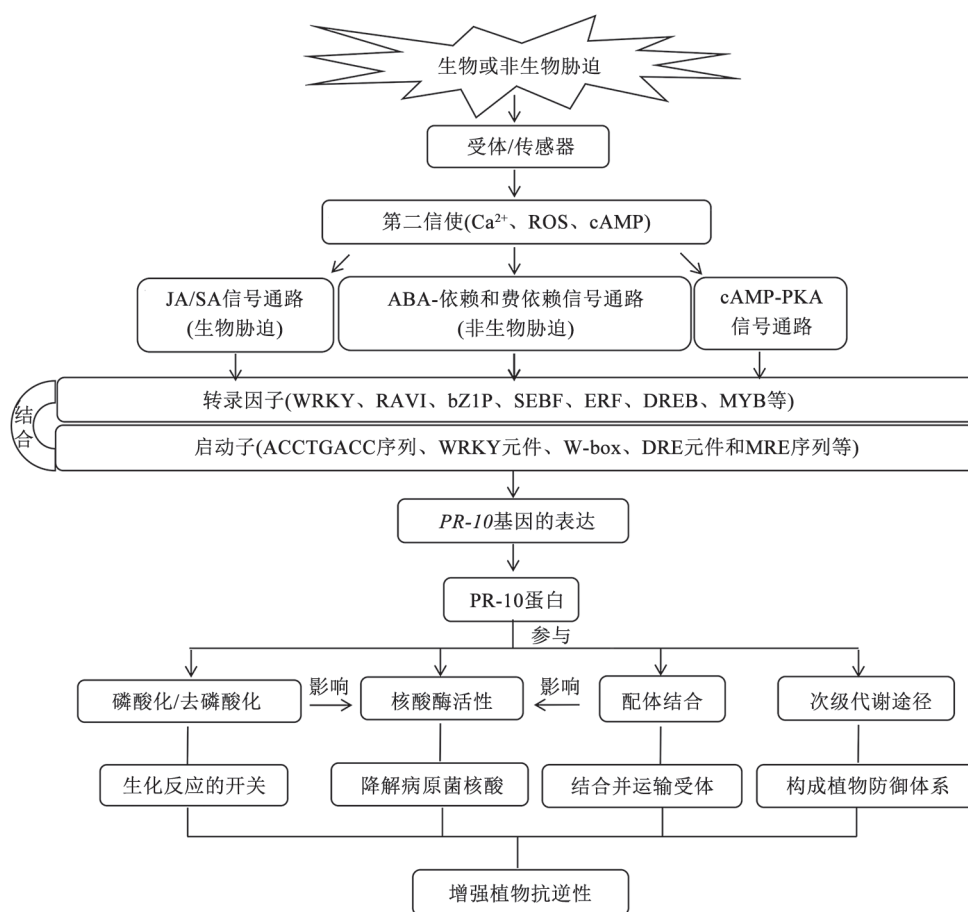 生物或非生物胁迫
受体/传感器
第二信使(Ca²⁺、ROS、cAMP)
JA/SA信号通路
(生物胁迫)
ABA-依赖和费依赖信号通路
(非生物胁迫)
cAMP-PKA
信号通路
结合
转录因子(WRKY、RAVI、bZ1P、SEBF、ERF、DREB、MYB等)
启动子(ACCTGACC序列、WRKY元件、W-box、DRE元件和MRE序列等)
PR-10基因的表达
PR-10蛋白
参与
磷酸化/去磷酸化
影响
核酸酶活性
影响
配体结合
次级代谢途径
生化反应的开关
降解病原菌核酸
结合并运输受体
构成植物防御体系
增强植物抗逆性